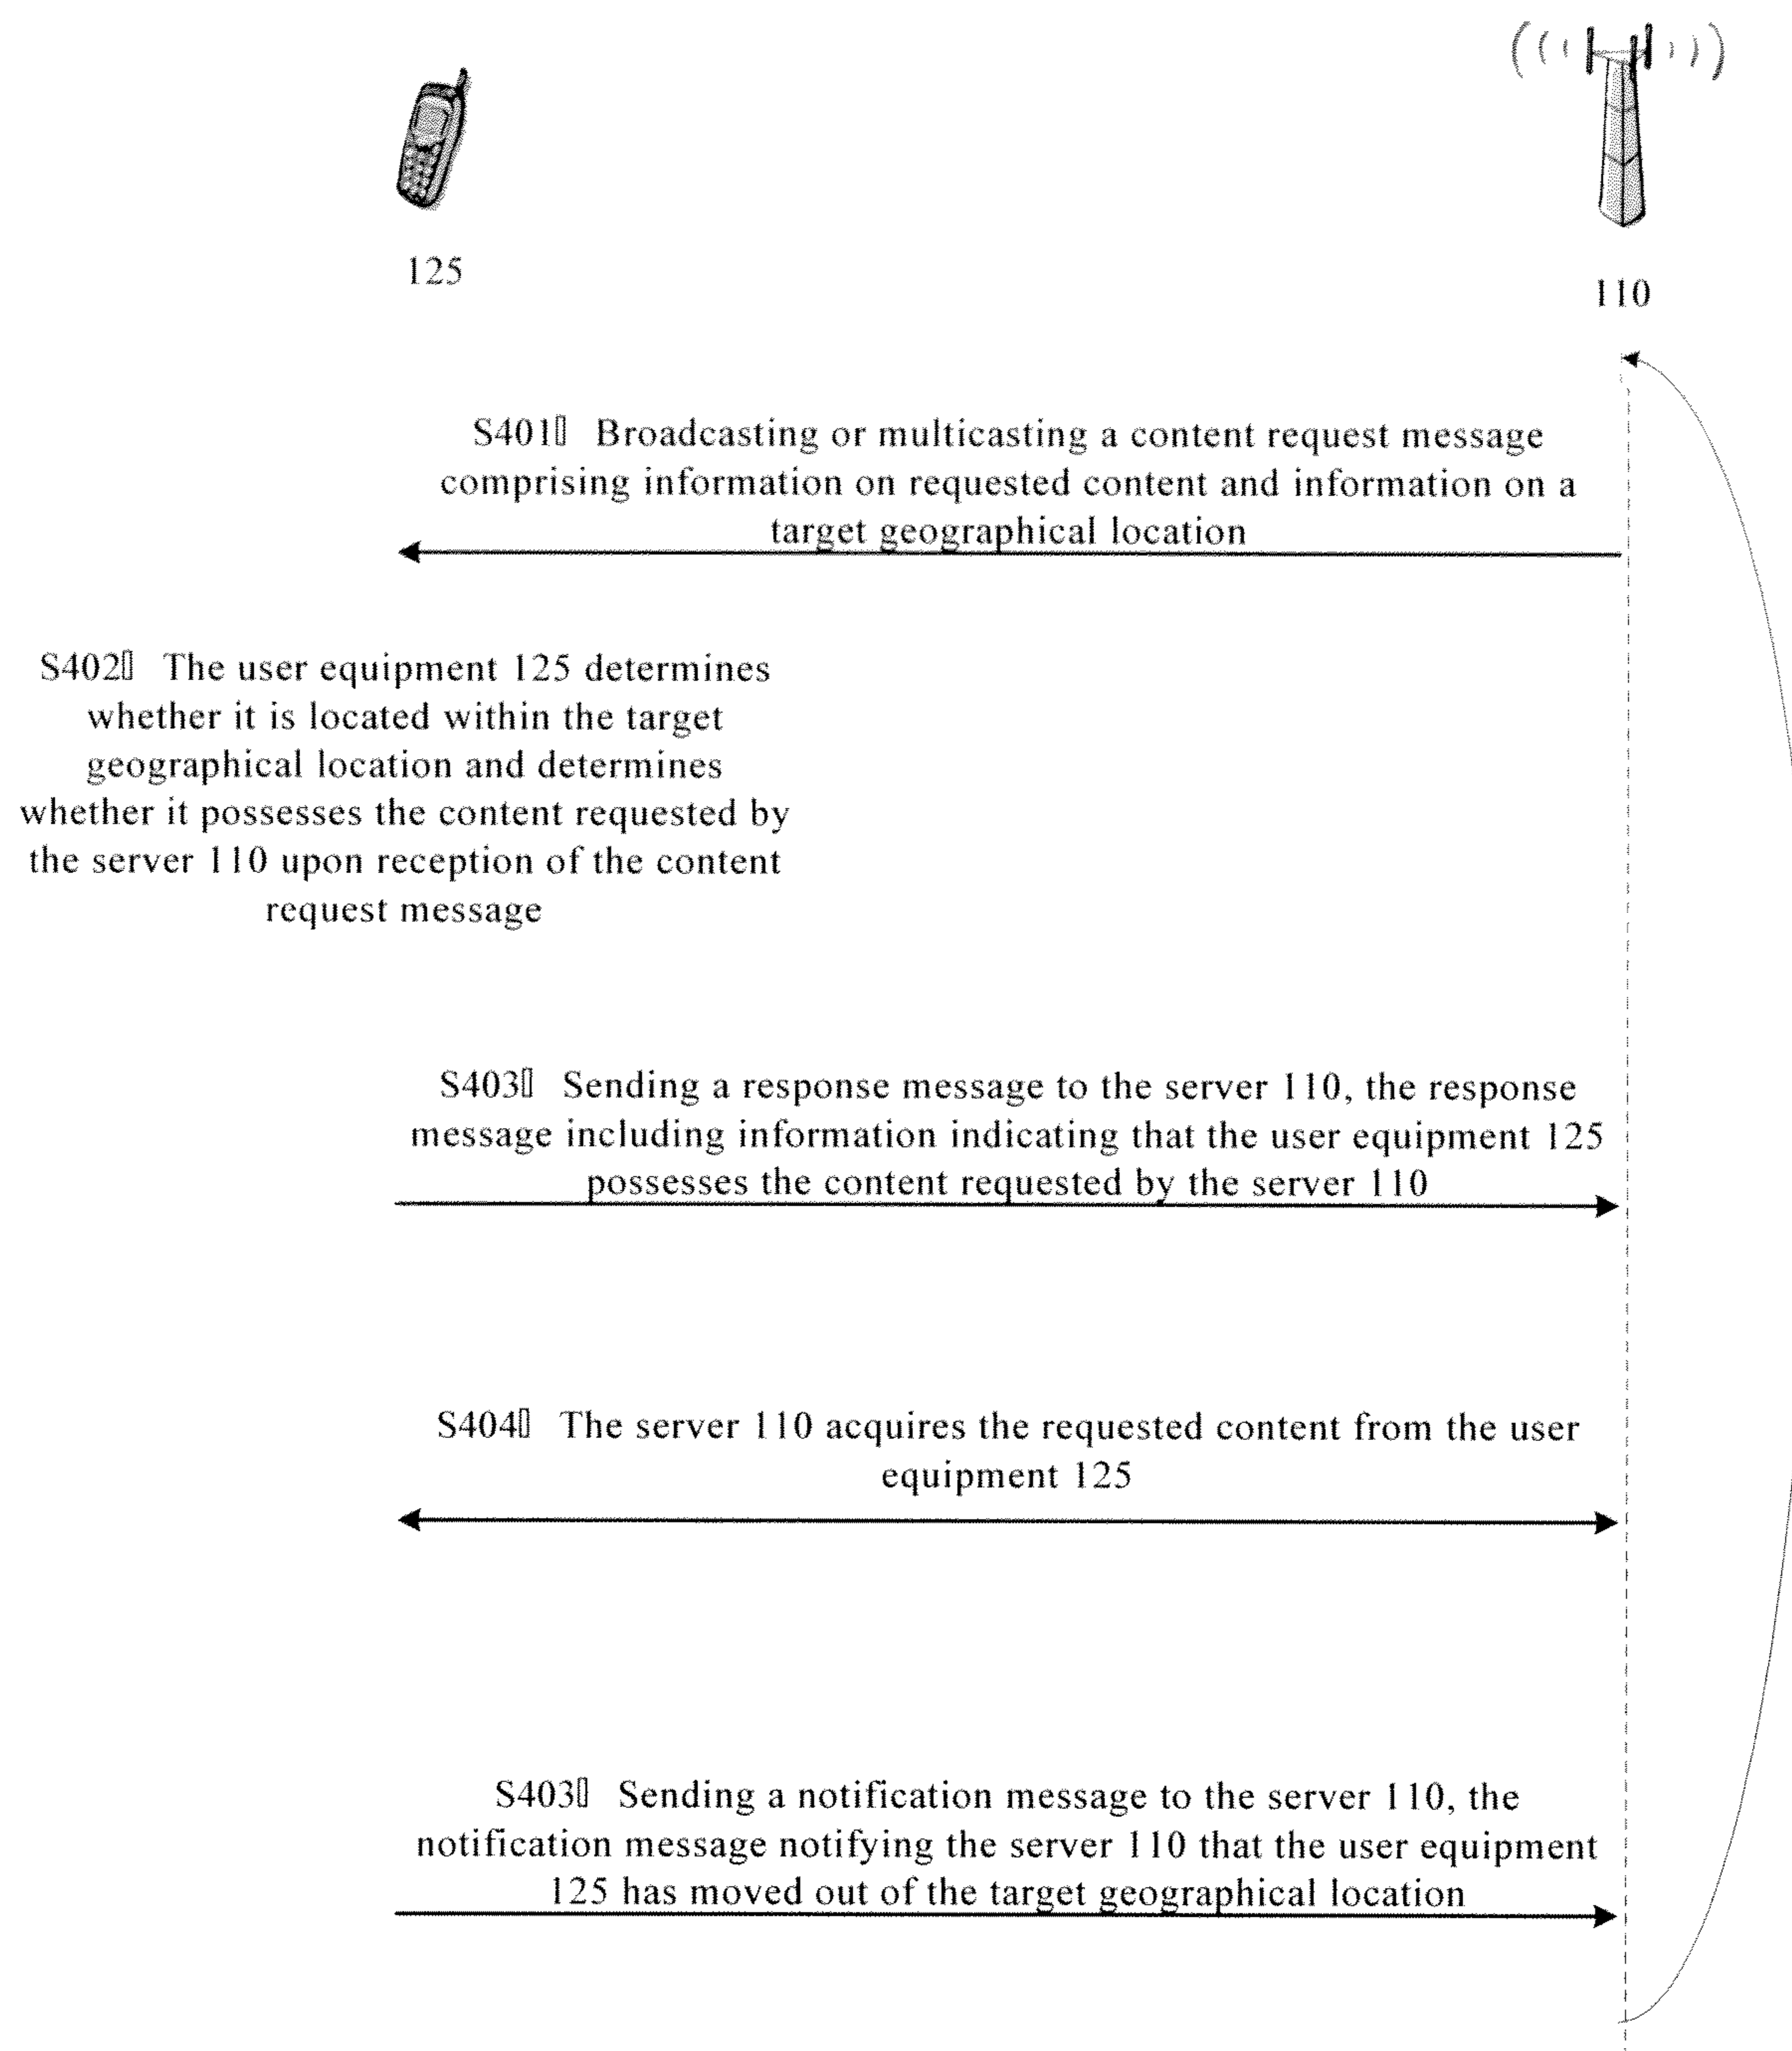 125
110
S401▯ Broadcasting or multicasting a content request message
comprising information on requested content and information on a
target geographical location
S402▯ The user equipment 125 determines
whether it is located within the target
geographical location and determines
whether it possesses the content requested by
the server 110 upon reception of the content
request message
S403▯ Sending a response message to the server 110, the response
message including information indicating that the user equipment 125
possesses the content requested by the server 110
S404▯ The server 110 acquires the requested content from the user
equipment 125
S403▯ Sending a notification message to the server 110, the
notification message notifying the server 110 that the user equipment
125 has moved out of the target geographical location